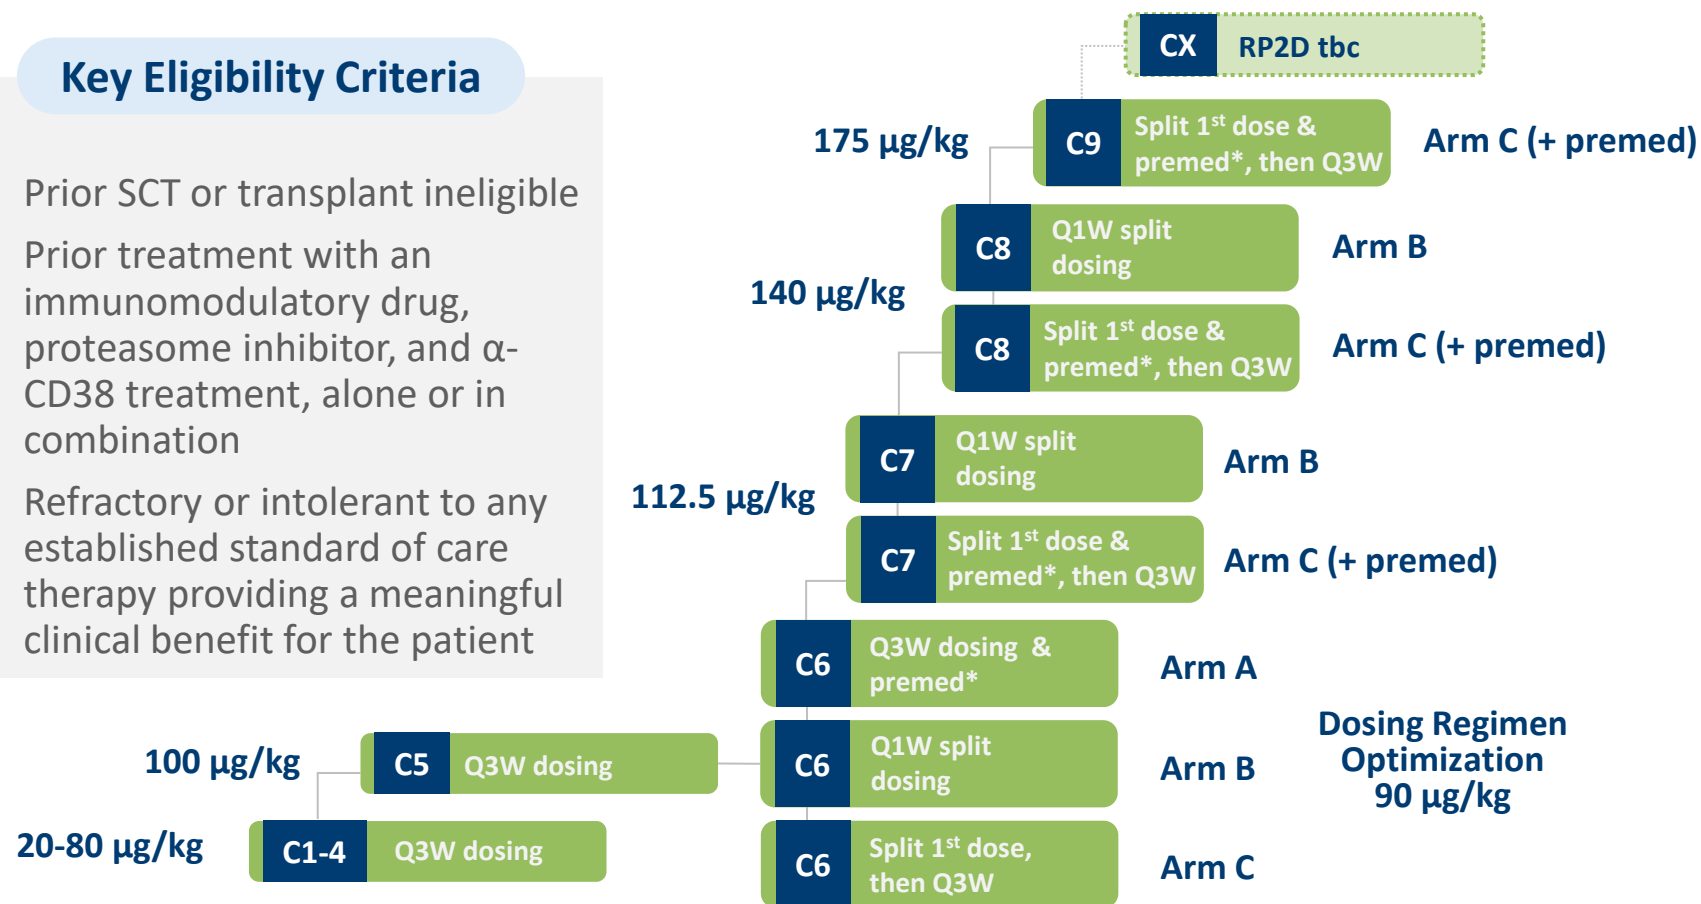 Key Eligibility Criteria
Prior SCT or transplant ineligible
Prior treatment with an
immunomodulatory drug,
proteasome inhibitor, and α-
CD38 treatment, alone or in
combination
Refractory or intolerant to any
established standard of care
therapy providing a meaningful
clinical benefit for the patient
CX
RP2D tbc
175 µg/kg
C9
Split 1st dose &
premed*, then Q3W
Arm C (+ premed)
C8
Q1W split
dosing
Arm B
140 µg/kg
C8
Split 1st dose &
premed*, then Q3W
Arm C (+ premed)
C7
Q1W split
dosing
Arm B
112.5 µg/kg
C7
Split 1st dose &
premed*, then Q3W
Arm C (+ premed)
C6
Q3W dosing &
premed*
Arm A
100 µg/kg
C5
Q3W dosing
C6
Q1W split
dosing
Arm B
Dosing Regimen
Optimization
90 µg/kg
20-80 µg/kg
C1-4
Q3W dosing
C6
Split 1st dose,
then Q3W
Arm C